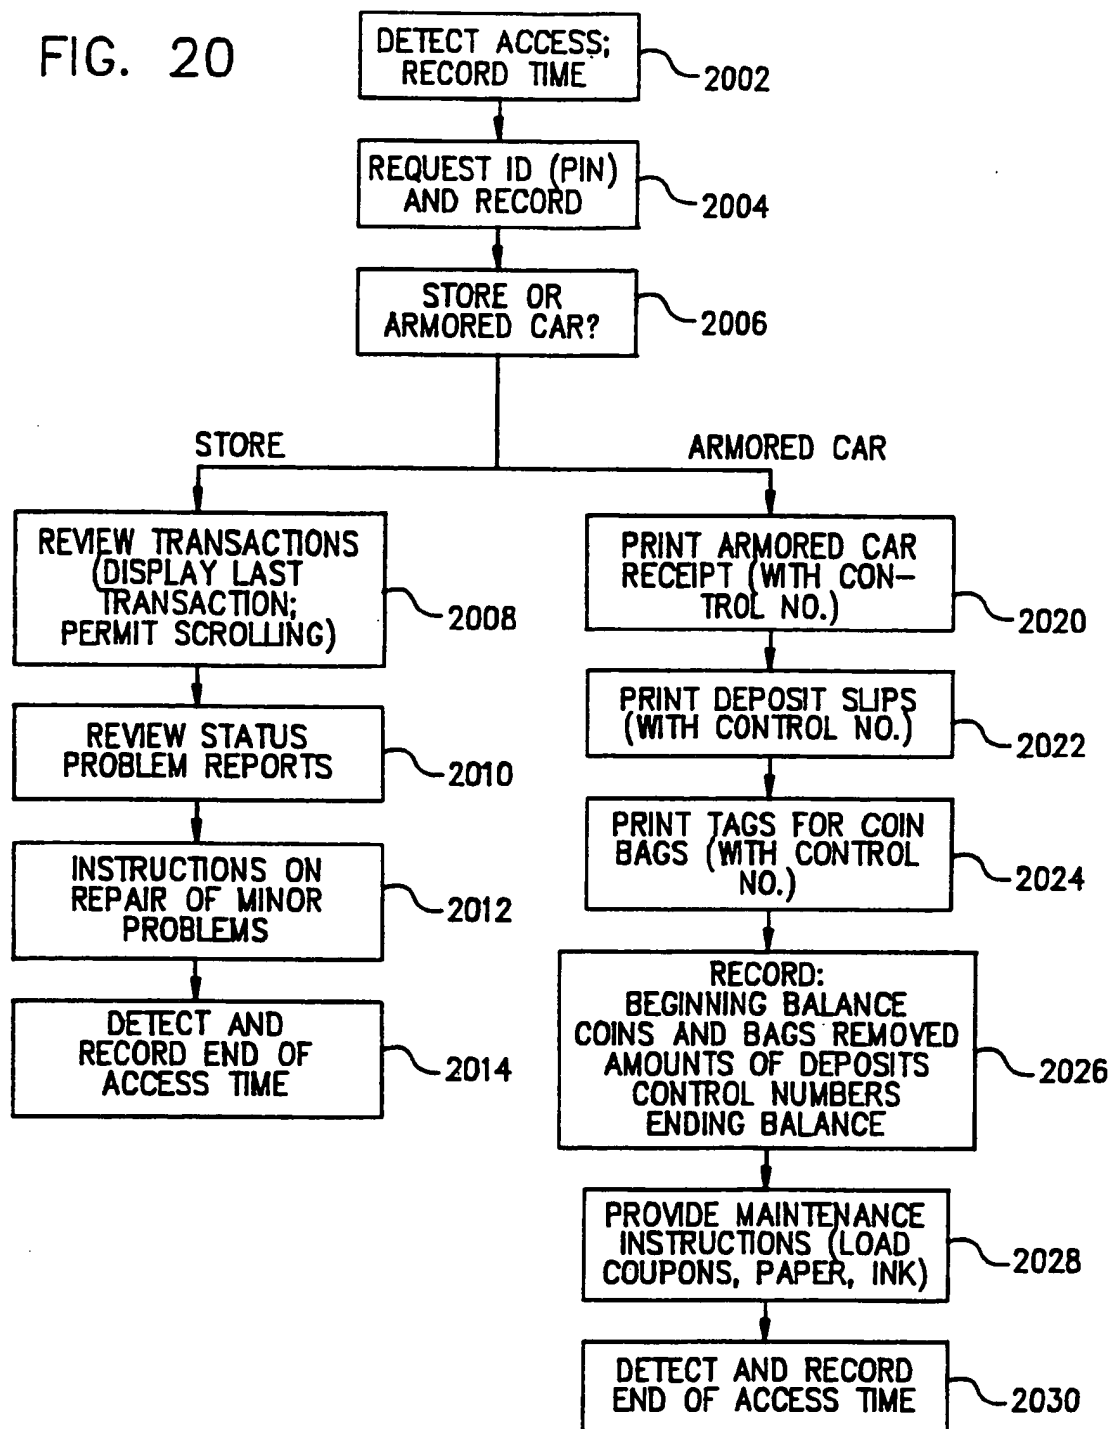 FIG. 20
DETECT ACCESS;
RECORD TIME
2002
REQUEST ID (PIN)
AND RECORD
2004
STORE OR
ARMORED CAR?
2006
STORE
ARMORED CAR
REVIEW TRANSACTIONS
(DISPLAY LAST
TRANSACTION;
PERMIT SCROLLING)
2008
REVIEW STATUS
PROBLEM REPORTS
2010
INSTRUCTIONS ON
REPAIR OF MINOR
PROBLEMS
2012
DETECT AND
RECORD END OF
ACCESS TIME
2014
PRINT ARMORED CAR
RECEIPT (WITH CON-
TROL NO.)
2020
PRINT DEPOSIT SLIPS
(WITH CONTROL NO.)
2022
PRINT TAGS FOR COIN
BAGS (WITH CONTROL
NO.)
2024
RECORD:
BEGINNING BALANCE
COINS AND BAGS REMOVED
AMOUNTS OF DEPOSITS
CONTROL NUMBERS
ENDING BALANCE
2026
PROVIDE MAINTENANCE
INSTRUCTIONS (LOAD
COUPONS, PAPER, INK)
2028
DETECT AND RECORD
END OF ACCESS TIME
2030